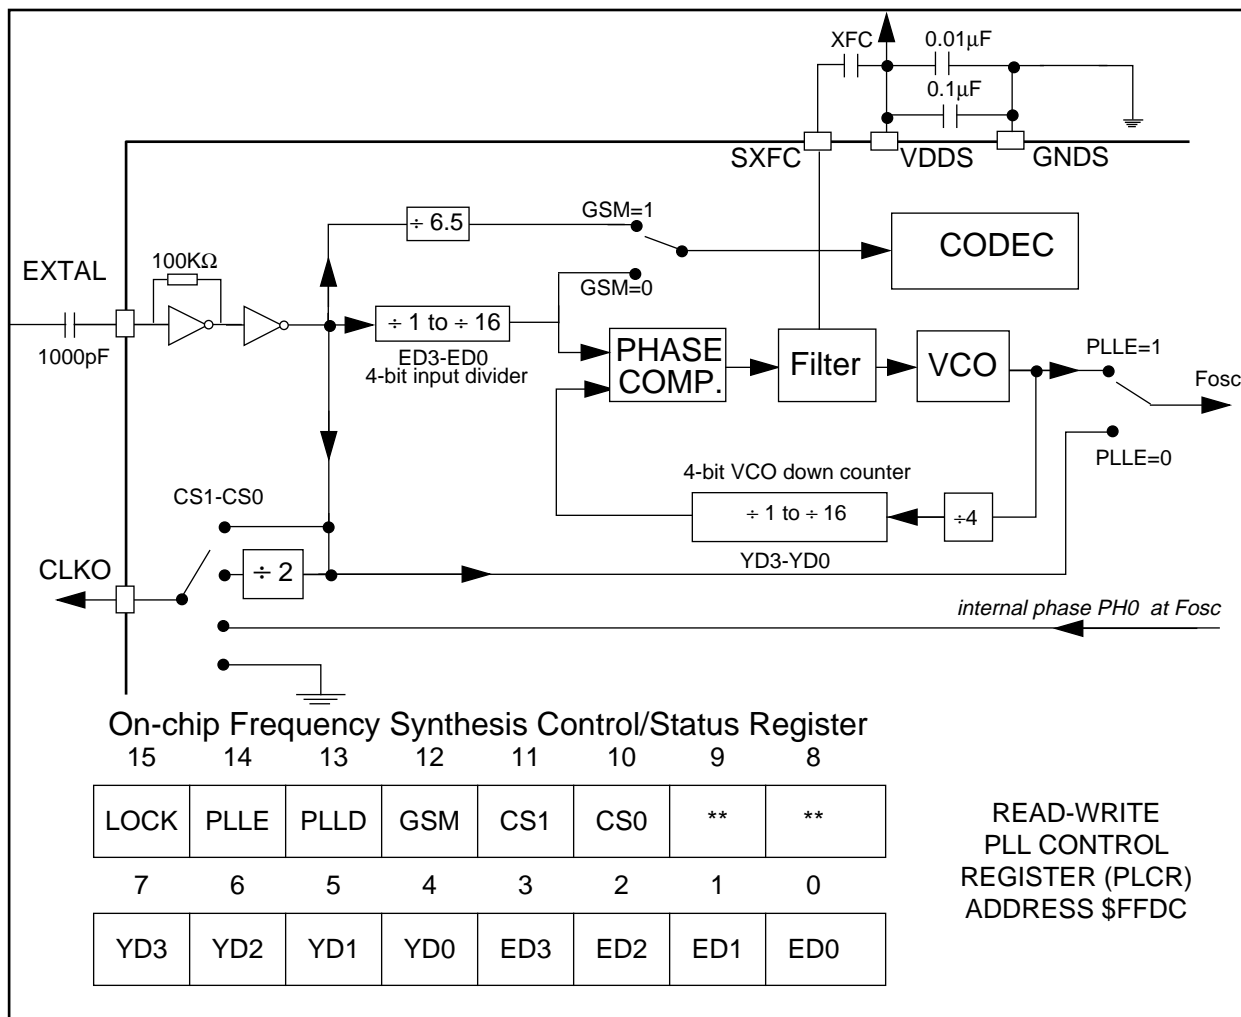 XFC
0.01μF
0.1μF
SXFC
VDDS
GNDS
÷ 6.5
GSM=1
CODEC
EXTAL
100KΩ
GSM=0
1000pF
÷ 1 to ÷ 16
ED3-ED0
4-bit input divider
PHASE
COMP.
Filter
VCO
PLLE=1
Fosc
PLLE=0
4-bit VCO down counter
÷ 1 to ÷ 16
÷4
YD3-YD0
CS1-CS0
CLKO
÷ 2
internal phase PH0 at Fosc
On-chip Frequency Synthesis Control/Status Register
15 14 13 12 11 10 9 8
LOCK PLLE PLLD GSM CS1 CS0 ** **
7 6 5 4 3 2 1 0
YD3 YD2 YD1 YD0 ED3 ED2 ED1 ED0
READ-WRITE
PLL CONTROL
REGISTER (PLCR)
ADDRESS $FFDC